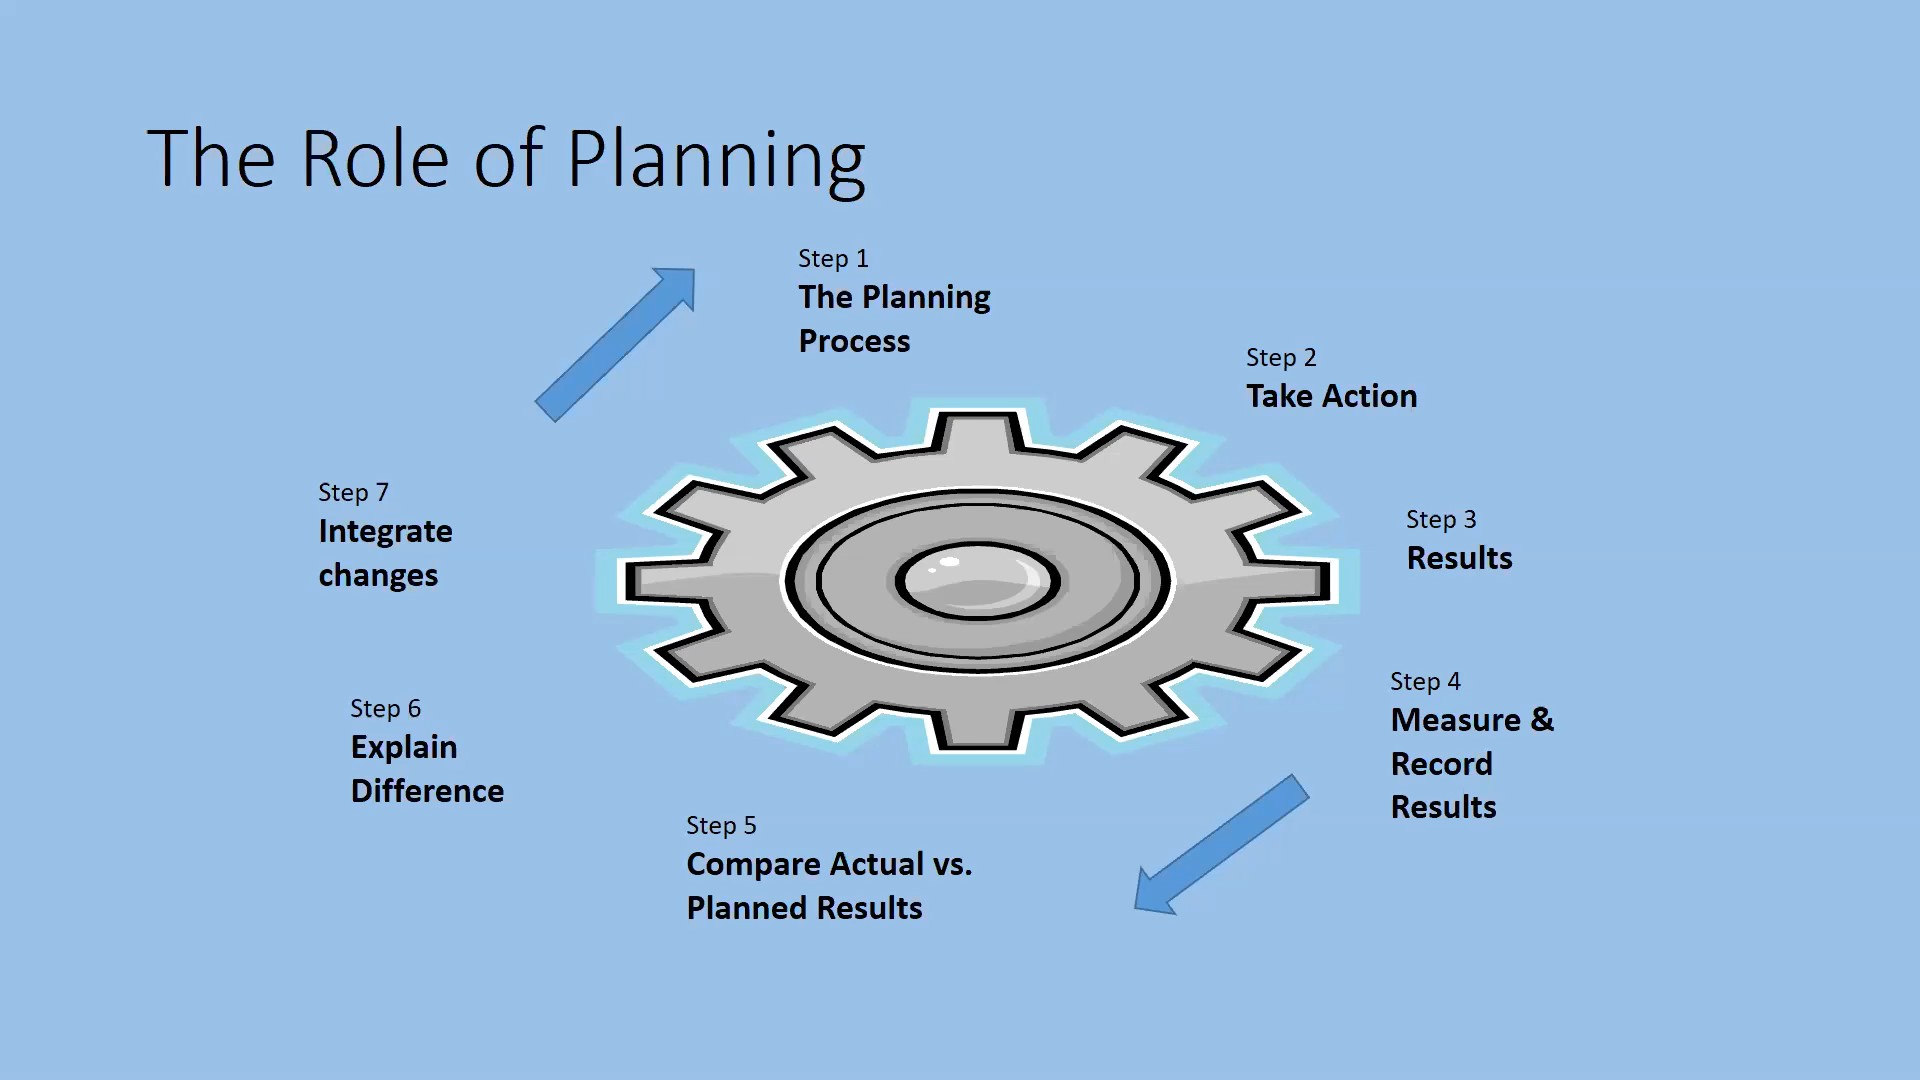 The Role of Planning
Step 1
The Planning
Process
Step 2
Take Action
Step 3
Results
Step 4
Measure &
Record
Results
Step 5
Compare Actual vs.
Planned Results
Step 6
Explain
Difference
Step 7
Integrate
changes